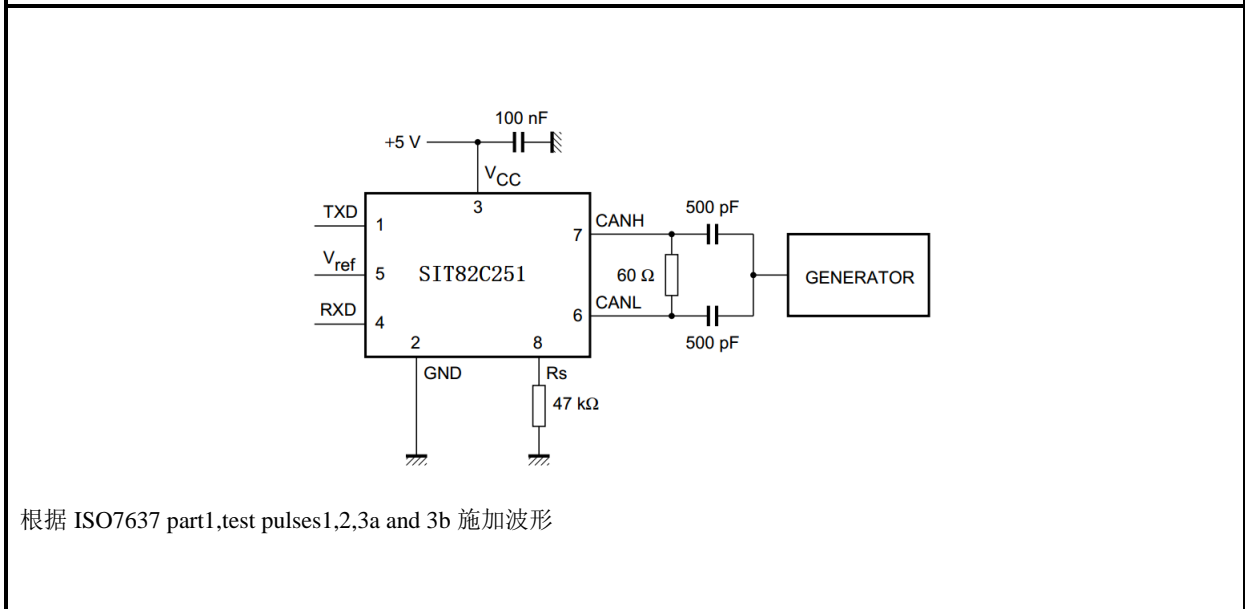 100 nF
+5 V
VCC
3
TXD
1
Vref
5
RXD
4
SIT82C251
7
CANH
6
CANL
60 Ω
500 pF
500 pF
GENERATOR
2
8
GND
Rs
47 kΩ
根据 ISO7637 part1,test pulses1,2,3a and 3b 施加波形